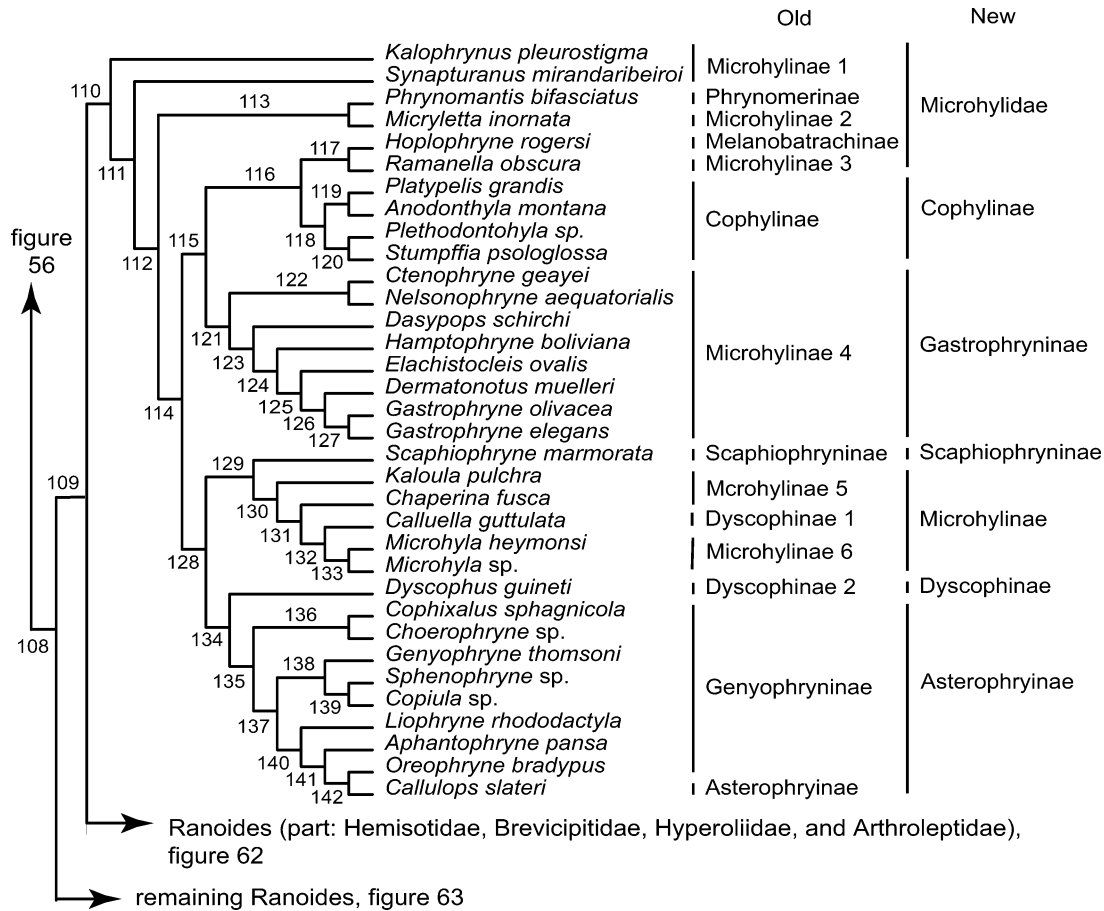 Old New
Kalophrynus pleurostigma
Synapturanus mirandaribeiroi
Microhylinae 1
110
113
Phrynomantis bifasciatus Phrynomerinae
Microhylidae
Micryletta inornata Microhylinae 2
117
Hoplophryne rogersi Melanobatrachinae
111
116
Ramanella obscura Microhylinae 3
119
Platypelis grandis
Anodonthyla montana
Cophylinae
Cophylinae
figure
56
115
118
Plethodontohyla sp.
112
120
Stumpffia psologlossa
122
Ctenophryne geayei
Nelsonophryne aequatorialis
121
Dasypops schirchi
123
Hamptophryne boliviana
Microhylinae 4
Gastrophryninae
124
Elachistocleis ovalis
125
Dermatonotus muelleri
114
126
Gastrophryne olivacea
127
Gastrophryne elegans
129
Scaphiophryne marmorata Scaphiophryninae Scaphiophryninae
109
Kaloula pulchra
Mcrohylinae 5
130
Chaperina fusca
131
Calluella guttulata Dyscophinae 1
Microhylinae
132
Microhyla heymonsi
Microhylinae 6
128
133
Microhyla sp.
Dyscophus guineti Dyscophinae 2 Dyscophinae
136
Cophixalus sphagnicola
134
Choerophryne sp.
108
138
Genyophryne thomsoni
135
Sphenophryne sp.
Genyophryninae
Asterophryinae
139
Copiula sp.
137
Liophryne rhododactyla
140
Aphantophryne pansa
141
Oreophryne bradypus
142
Callulops slateri Asterophryinae
Ranoides (part: Hemisotidae, Brevicipitidae, Hyperoliidae, and Arthroleptidae),
figure 62
remaining Ranoides, figure 63